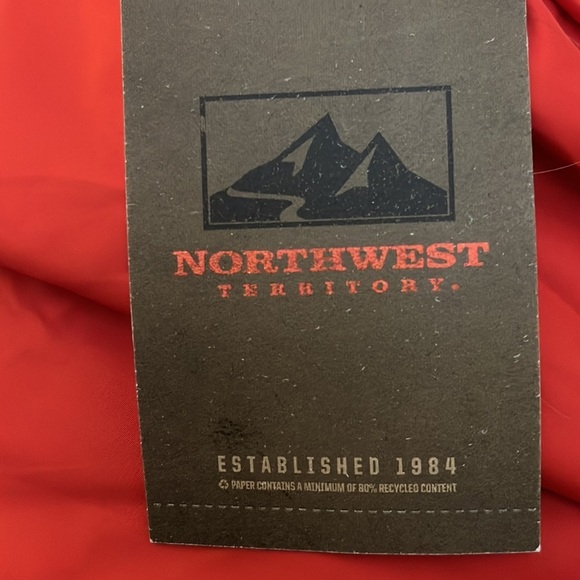 NORTHWEST
TERRITORY®
ESTABLISHED 1984
♲ PAPER CONTAINS A MINIMUM OF 80% RECYCLED CONTENT